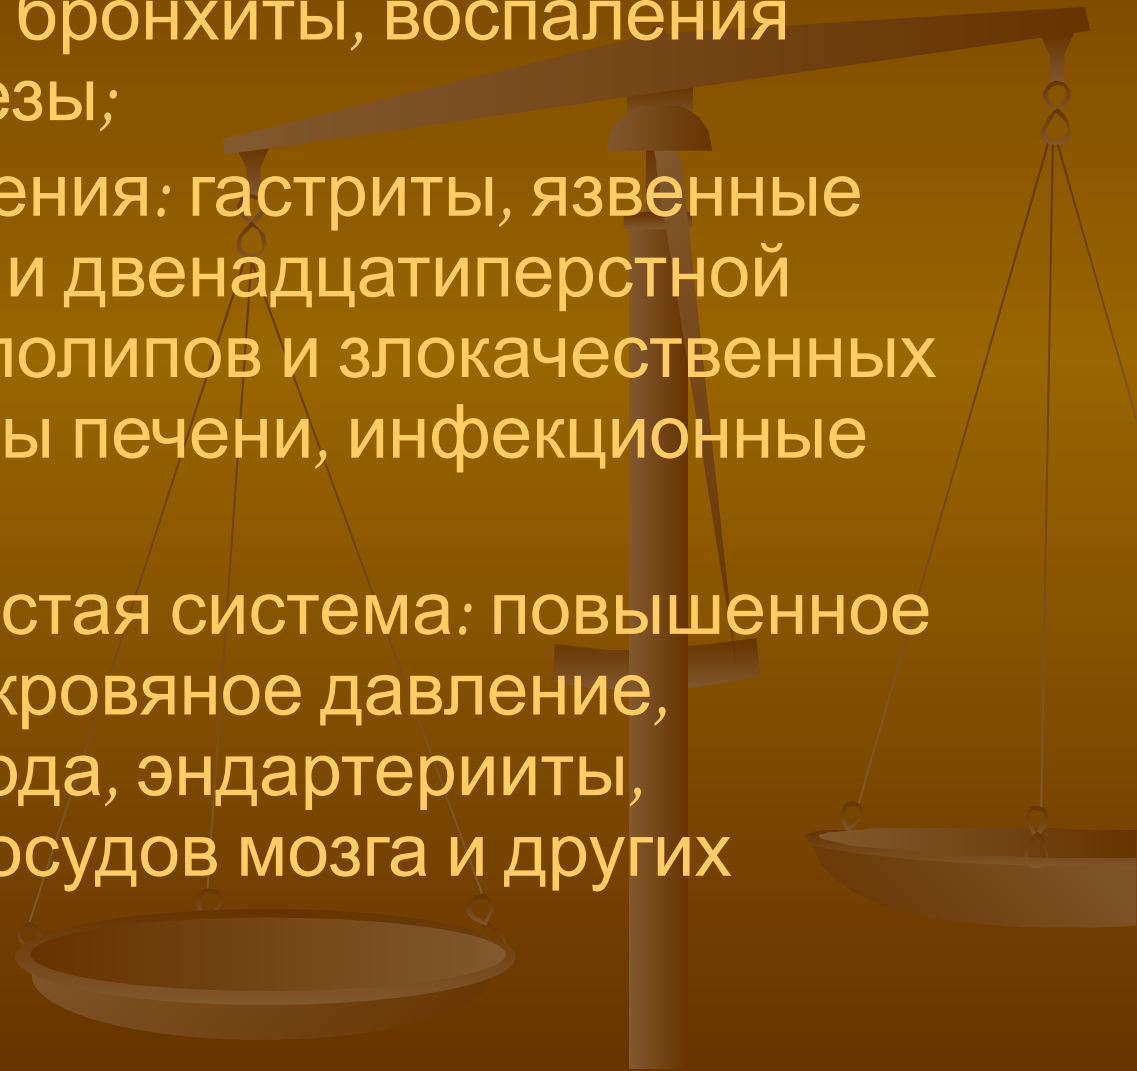 бронхиты, воспаления
езы;
ения: гастриты, язвенные
и двенадцатиперстной
полипов и злокачественных
ы печени, инфекционные
стая система: повышенное
кровяное давление,
ода, эндартерииты,
осудов мозга и других